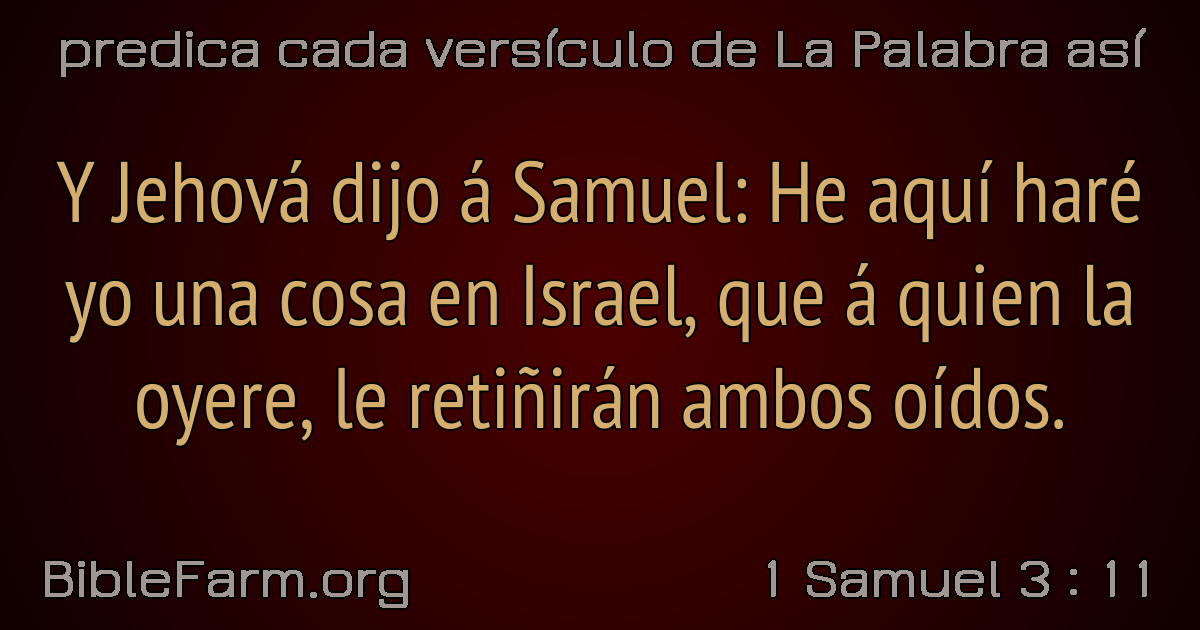 predica cada versículo de La Palabra así
Y Jehová dijo á Samuel: He aquí haré
yo una cosa en Israel, que á quien la
oyere, le retiñirán ambos oídos.
BibleFarm.org
1 Samuel 3 : 11